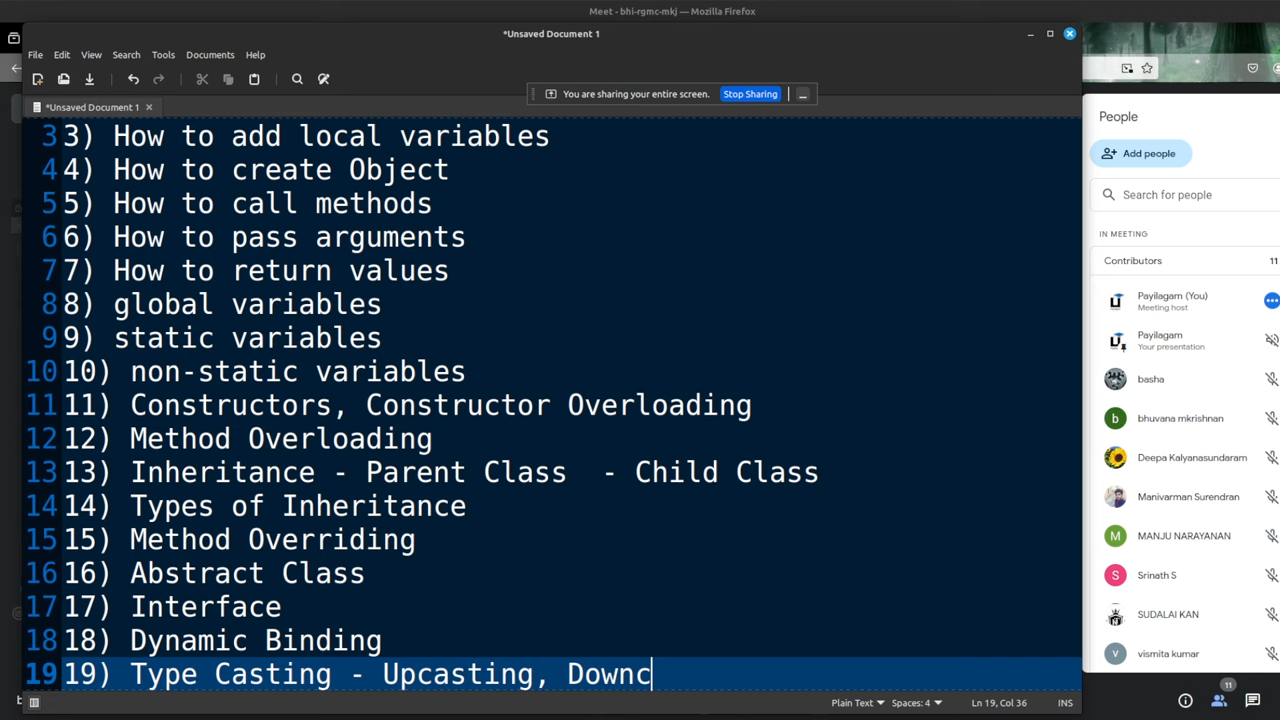 Meet - bhi-rgmc-mkj — Mozilla Firefox
*Unsaved Document 1
File Edit View Search Tools Documents Help
You are sharing your entire screen. Stop Sharing
*Unsaved Document 1
3 3) How to add local variables
4 4) How to create Object
5 5) How to call methods
6 6) How to pass arguments
7 7) How to return values
8 8) global variables
9 9) static variables
10 10) non-static variables
11 11) Constructors, Constructor Overloading
12 12) Method Overloading
13 13) Inheritance - Parent Class  - Child Class
14 14) Types of Inheritance
15 15) Method Overriding
16 16) Abstract Class
17 17) Interface
18 18) Dynamic Binding
19 19) Type Casting - Upcasting, Downc
Plain Text Spaces: 4 Ln 19, Col 36 INS
People
Add people
Search for people
IN MEETING
Contributors 11
Payilagam (You)
Meeting host
Payilagam
Your presentation
basha
b bhuvana mkrishnan
Deepa Kalyanasundaram
Manivarman Surendran
M MANJU NARAYANAN
S Srinath S
SUDALAI KAN
v vismita kumar
11